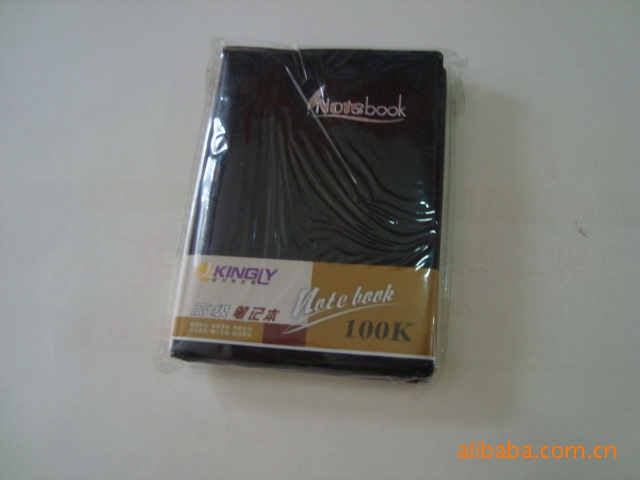 Notebook
KINGLY
高级笔记本
Note book
100K
alibaba.com.cn